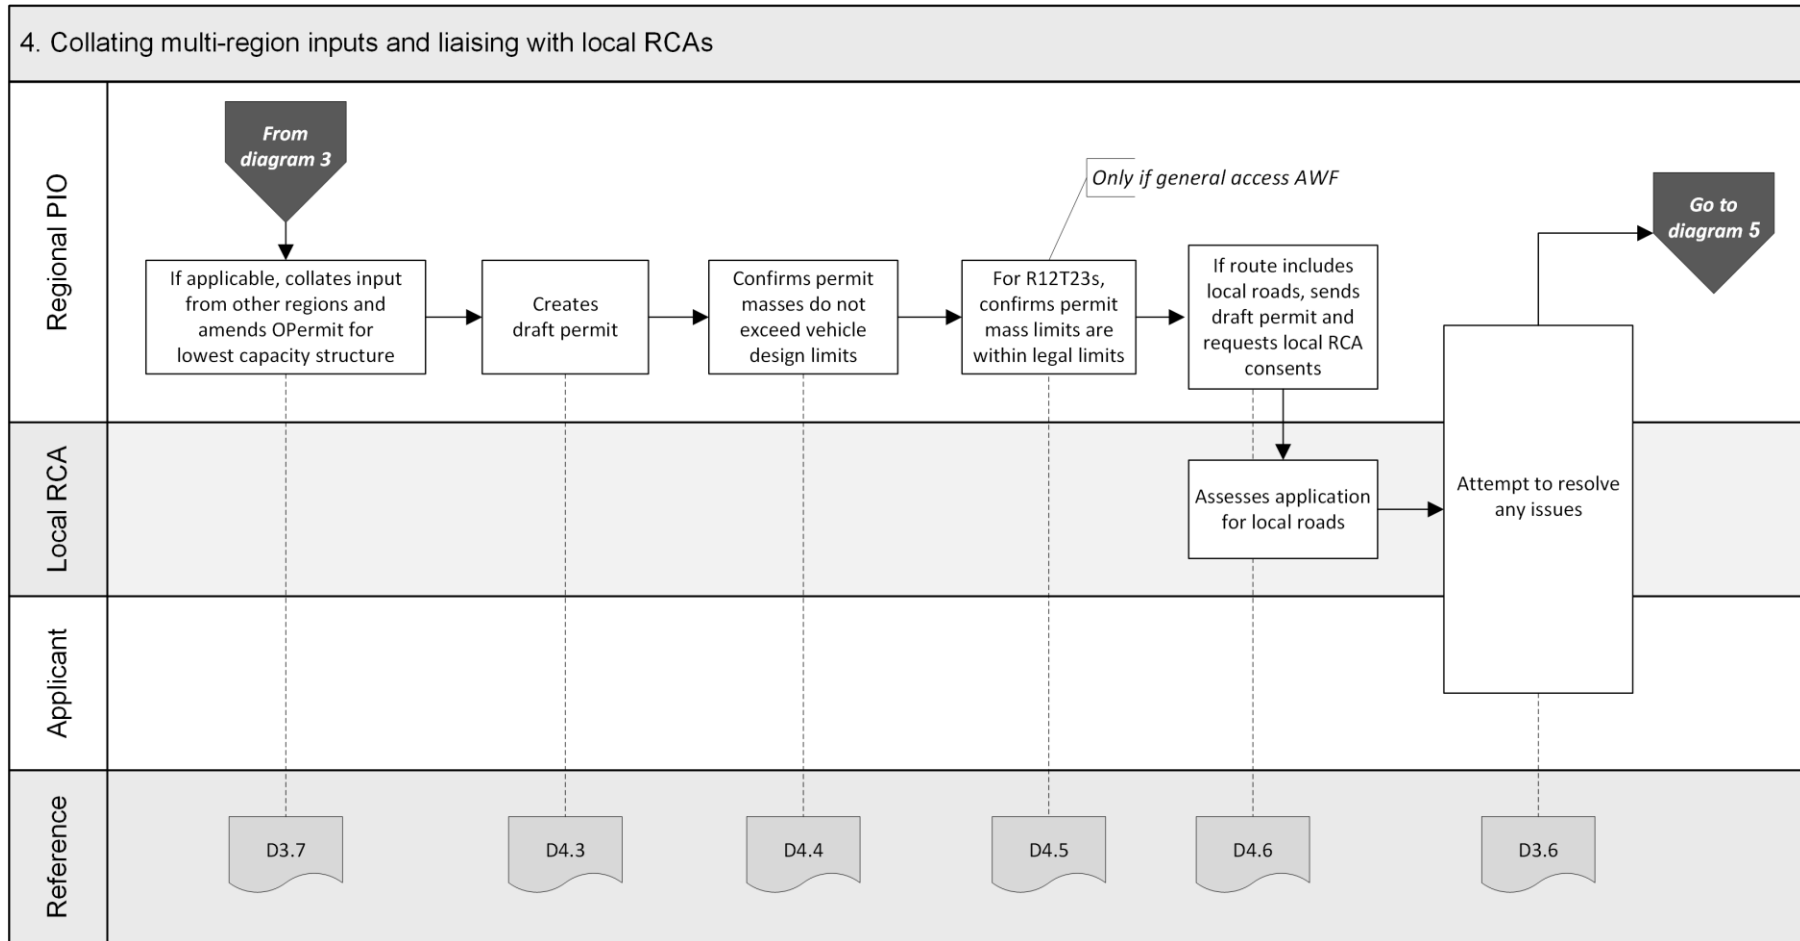 4. Collating multi-region inputs and liaising with local RCAs
Regional PIO
From
diagram 3
If applicable, collates input
from other regions and
amends OPermit for
lowest capacity structure
Creates
draft permit
Confirms permit
masses do not
exceed vehicle
design limits
Only if general access AWF
For R12T23s,
confirms permit
mass limits are
within legal limits
If route includes
local roads, sends
draft permit and
requests local RCA
consents
Go to
diagram 5
Local RCA
Assesses application
for local roads
Attempt to resolve
any issues
Applicant
Reference
D3.7
D4.3
D4.4
D4.5
D4.6
D3.6